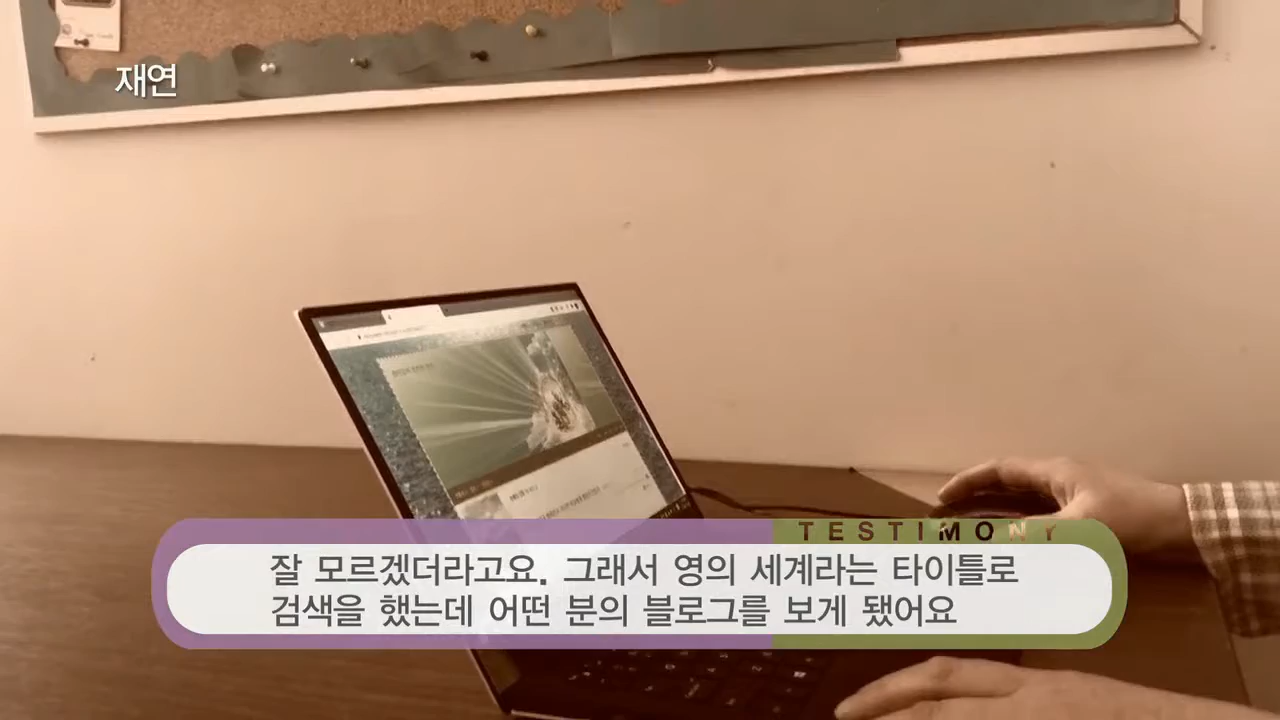 재연
TESTIMONY
잘 모르겠더라고요. 그래서 영의 세계라는 타이틀로
검색을 했는데 어떤 분의 블로그를 보게 됐어요